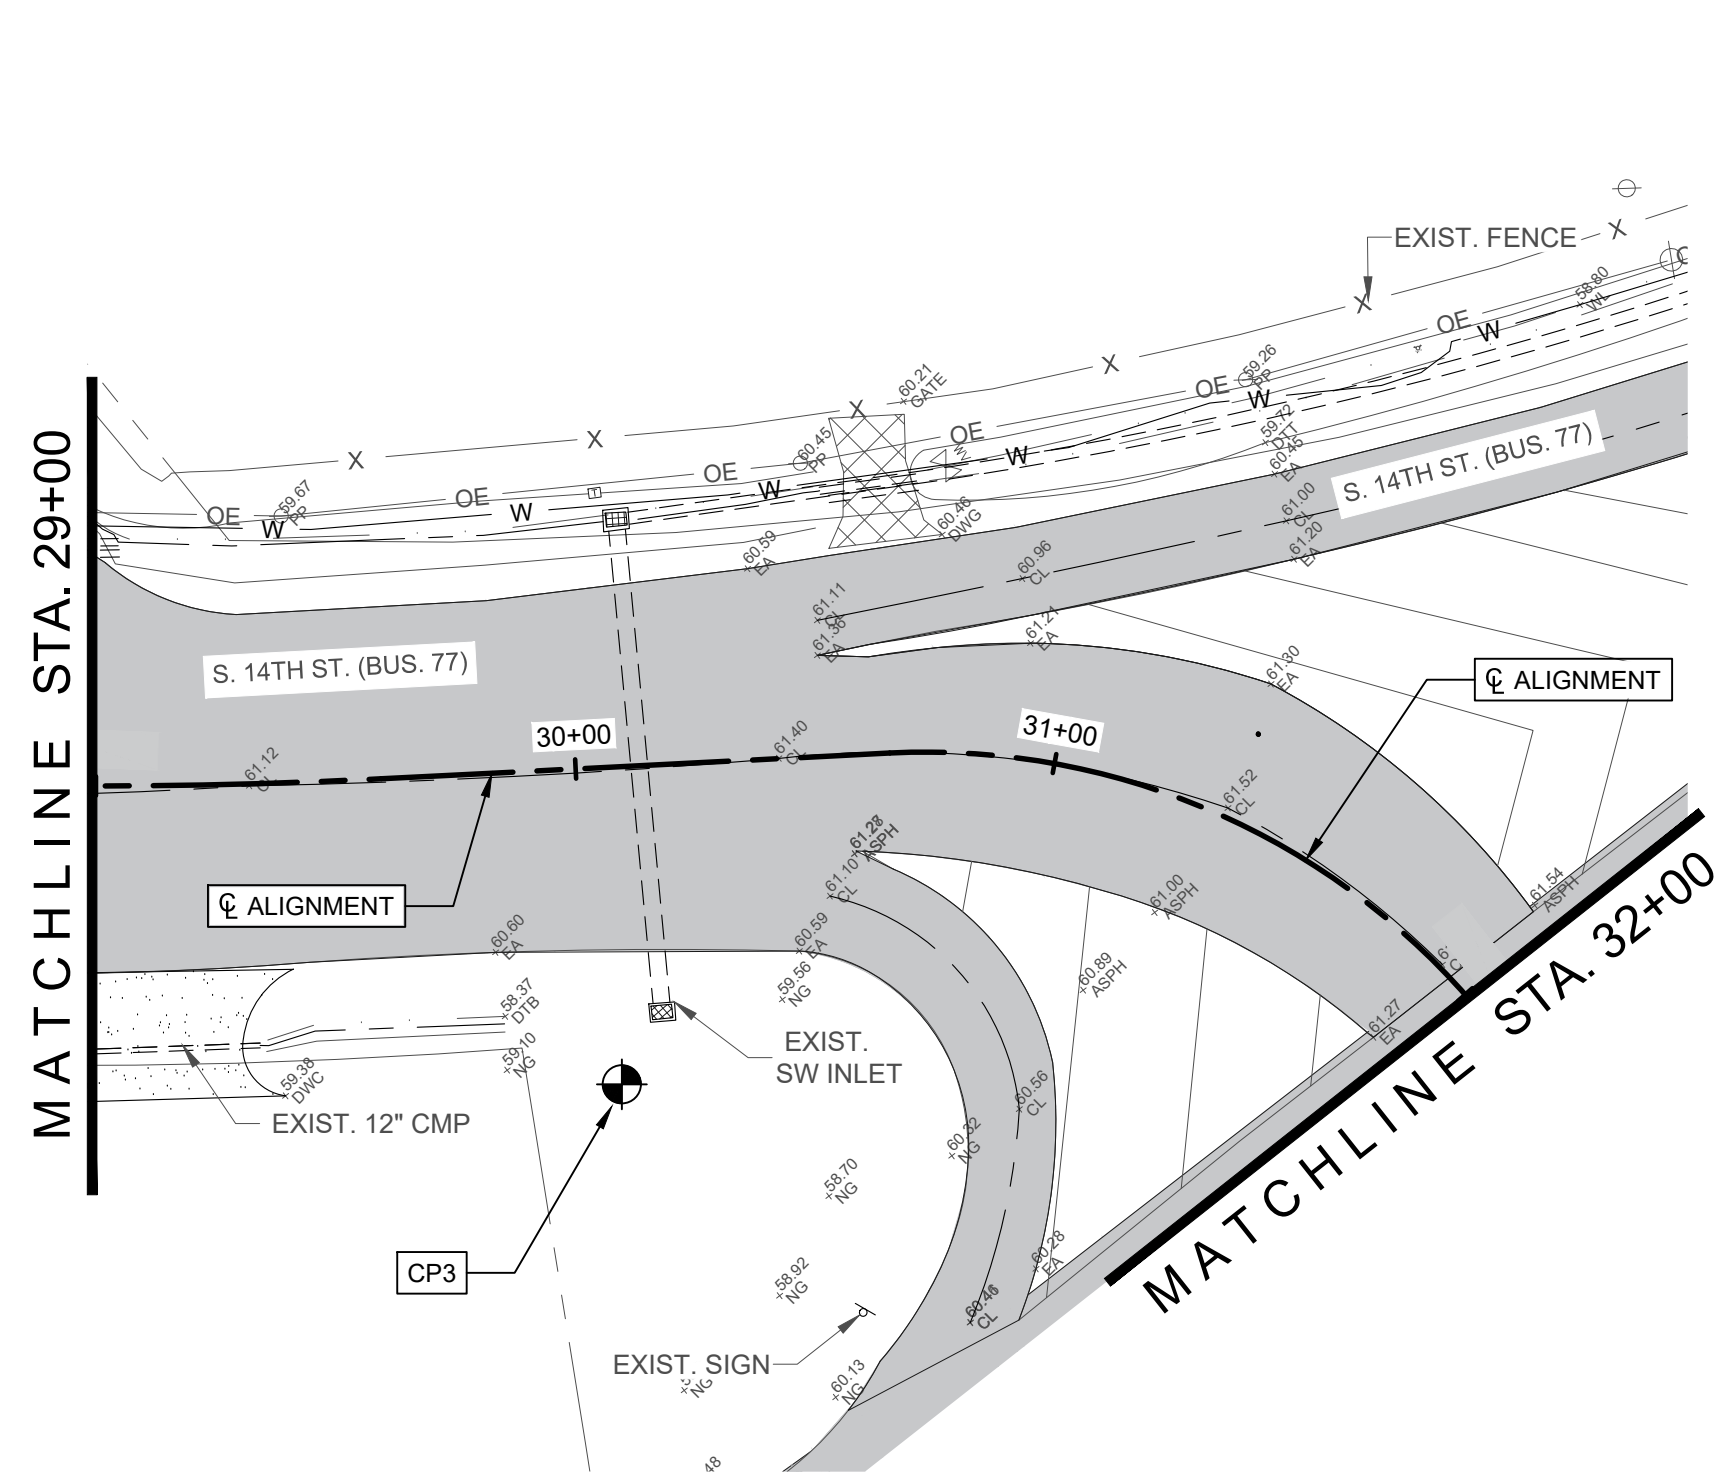 EXIST. FENCE
58.80
WL
OE
W
59.26
PP
OE
W
60.21
GATE
59.72
DTT
60.45
EA
S. 14TH ST. (BUS. 77)
X
X
X
X
X
X
60.45
PP
OE
WV
W
OE
W
OE
W
59.67
PP
OE
W
T
60.46
DWG
61.00
CL
61.20
EA
60.59
EA
60.96
CL
61.11
CL
61.36
EA
61.21
EA
61.30
EA
S. 14TH ST. (BUS. 77)
℄ ALIGNMENT
MATCHLINE STA. 29+00
30+00
31+00
61.12
CL
61.40
CL
61.52
CL
61.28
ASPH
61.10
CL
61.00
ASPH
61.54
ASPH
℄ ALIGNMENT
60.60
EA
60.59
EA
59.56
NG
60.89
ASPH
61.27
EA
MATCHLINE STA. 32+00
58.37
DTB
59.10
NG
59.38
DWC
EXIST.
SW INLET
EXIST. 12" CMP
60.56
CL
60.32
NG
58.70
NG
CP3
58.92
NG
60.28
EA
60.46
CL
EXIST. SIGN
NG
60.13
NG
48